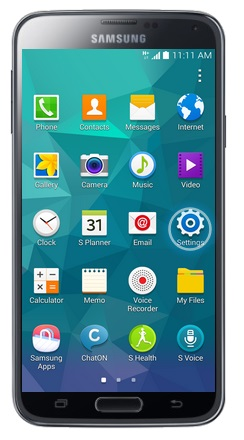 SAMSUNG
H+ 11:11 AM
Phone Contacts Messages Internet
Gallery Camera Music Video
31
Clock S Planner Email Settings
Calculator Memo Voice Recorder My Files
Samsung Apps ChatON S Health S Voice